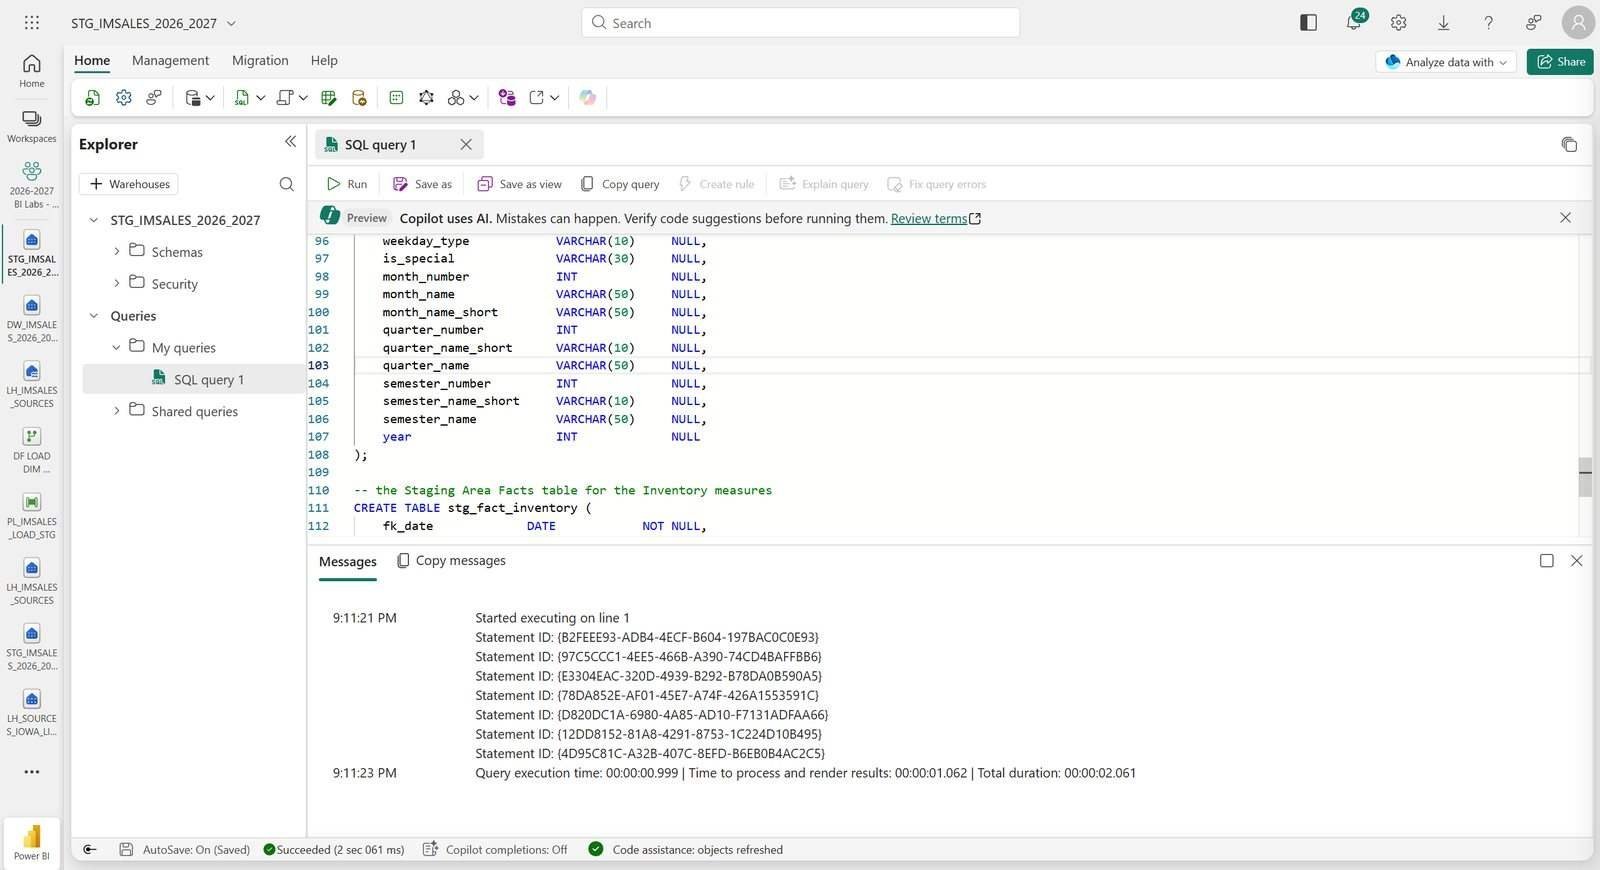 STG_IMSALES_2026_2027
Search
24
Home
Management
Migration
Help
Analyze data with
Share
Home
Workspaces
2026-2027
BI Labs - ...
STG_IMSAL
ES_2026_2...
DW_IMSALE
S_2026_20...
LH_IMSALES
_SOURCES
DF LOAD
DIM ...
PL_IMSALES
_LOAD_STG
LH_IMSALES
_SOURCES
STG_IMSALE
S_2026_20...
LH_SOURCE
S_IOWA_LI...
Power BI
Explorer
Warehouses
STG_IMSALES_2026_2027
Schemas
Security
Queries
My queries
SQL query 1
Shared queries
SQL query 1
Run
Save as
Save as view
Copy query
Create rule
Explain query
Fix query errors
Preview Copilot uses AI. Mistakes can happen. Verify code suggestions before running them. Review terms
96 weekday_type VARCHAR(10) NULL,
97 is_special VARCHAR(30) NULL,
98 month_number INT NULL,
99 month_name VARCHAR(50) NULL,
100 month_name_short VARCHAR(50) NULL,
101 quarter_number INT NULL,
102 quarter_name_short VARCHAR(10) NULL,
103 quarter_name VARCHAR(50) NULL,
104 semester_number INT NULL,
105 semester_name_short VARCHAR(10) NULL,
106 semester_name VARCHAR(50) NULL,
107 year INT NULL
108 );
109
110 -- the Staging Area Facts table for the Inventory measures
111 CREATE TABLE stg_fact_inventory (
112 fk_date DATE NOT NULL,
Messages
Copy messages
9:11:21 PM Started executing on line 1
Statement ID: {B2FEEE93-ADB4-4ECF-B604-197BAC0C0E93}
Statement ID: {97C5CCC1-4EE5-466B-A390-74CD4BAFFBB6}
Statement ID: {E3304EAC-320D-4939-B292-B78DA0B590A5}
Statement ID: {78DA852E-AF01-45E7-A74F-426A1553591C}
Statement ID: {D820DC1A-6980-4A85-AD10-F7131ADFAA66}
Statement ID: {12DD8152-81A8-4291-8753-1C224D10B495}
Statement ID: {4D95C81C-A32B-407C-8EFD-B6EB0B4AC2C5}
9:11:23 PM Query execution time: 00:00:00.999 | Time to process and render results: 00:00:01.062 | Total duration: 00:00:02.061
AutoSave: On (Saved)
Succeeded (2 sec 061 ms)
Copilot completions: Off
Code assistance: objects refreshed